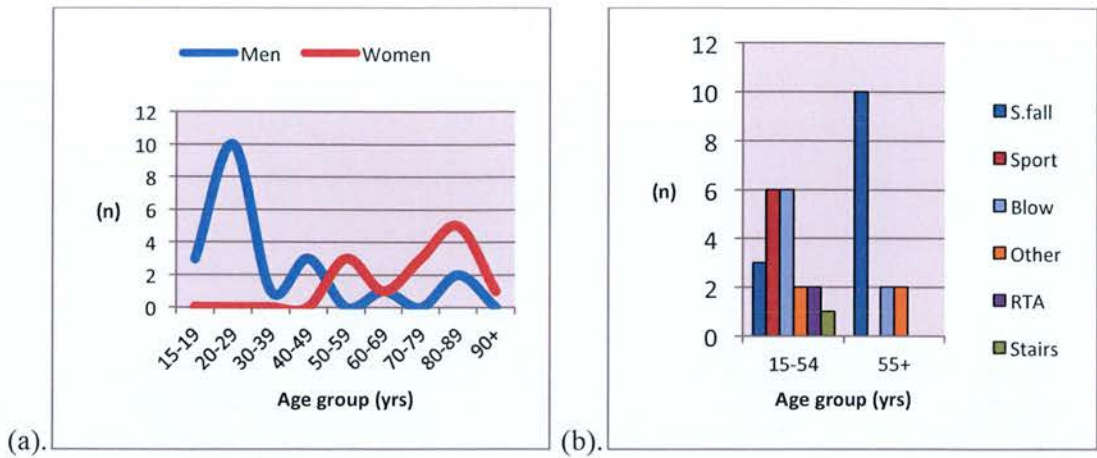 Men Women
12
10
8
6
4
2
0
(n)
15-19 20-29 30-39 40-49 50-59 60-69 70-79 80-89 90+
Age group (yrs)
(a).
12
10
8
6
4
2
0
(n)
15-54 55+
Age group (yrs)
S.fall
Sport
Blow
Other
RTA
Stairs
(b).